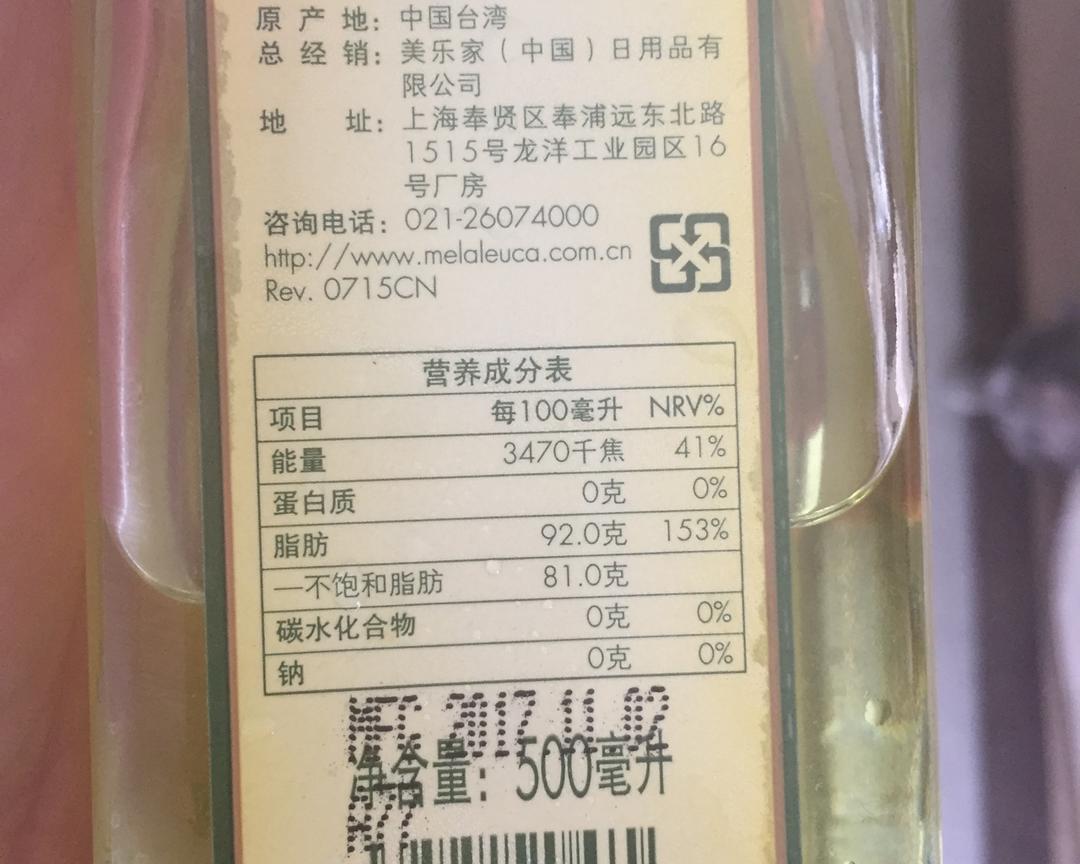 原产地：中国台湾
总经销：美乐家（中国）日用品有
限公司
地址：上海奉贤区奉浦远东北路
1515号龙洋工业园区16
号厂房
咨询电话：021-26074000
http://www.melaleuca.com.cn
Rev. 0715CN
营养成分表
项目 每100毫升 NRV%
能量 3470千焦 41%
蛋白质 0克 0%
脂肪 92.0克 153%
—不饱和脂肪 81.0克
碳水化合物 0克 0%
钠 0克 0%
MFG 2017.11.02
净含量：500毫升